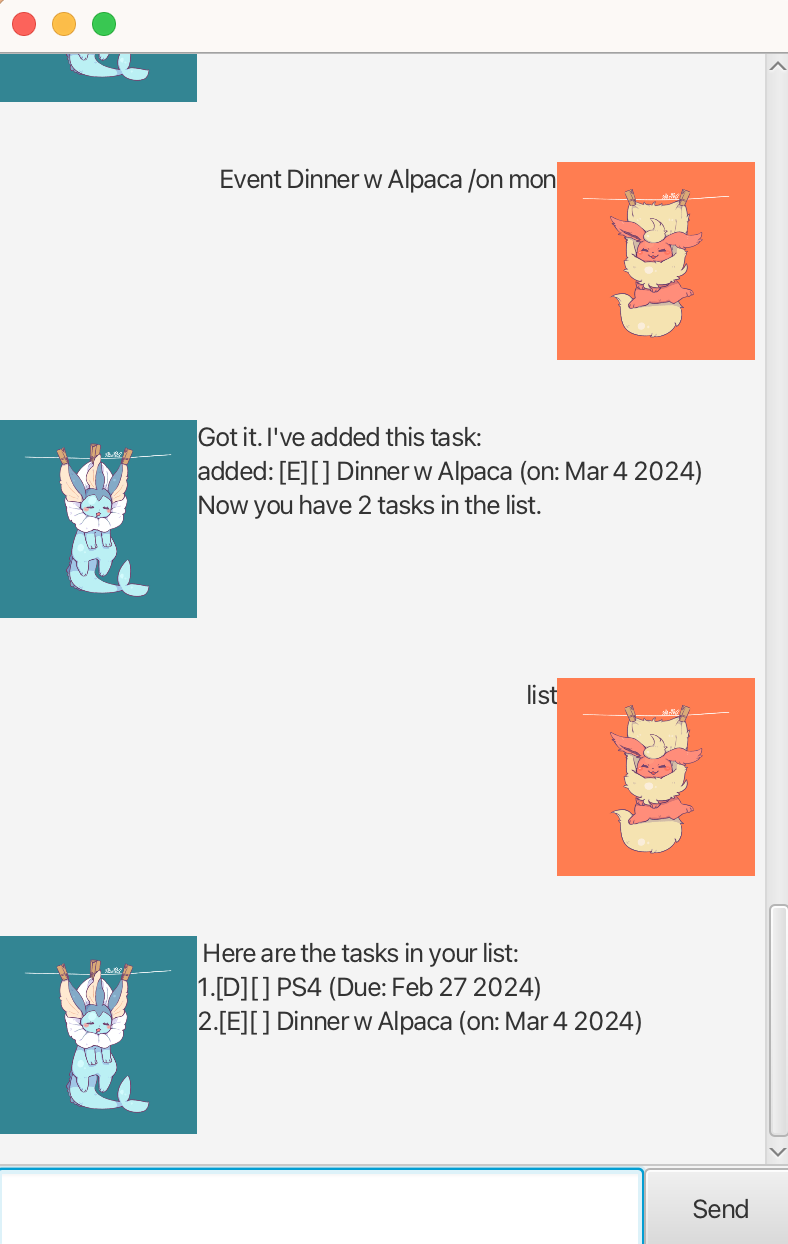 Event Dinner w Alpaca /on mon
Got it. I've added this task:
added: [E][ ] Dinner w Alpaca (on: Mar 4 2024)
Now you have 2 tasks in the list.
list
Here are the tasks in your list:
1.[D][ ] PS4 (Due: Feb 27 2024)
2.[E][ ] Dinner w Alpaca (on: Mar 4 2024)
Send